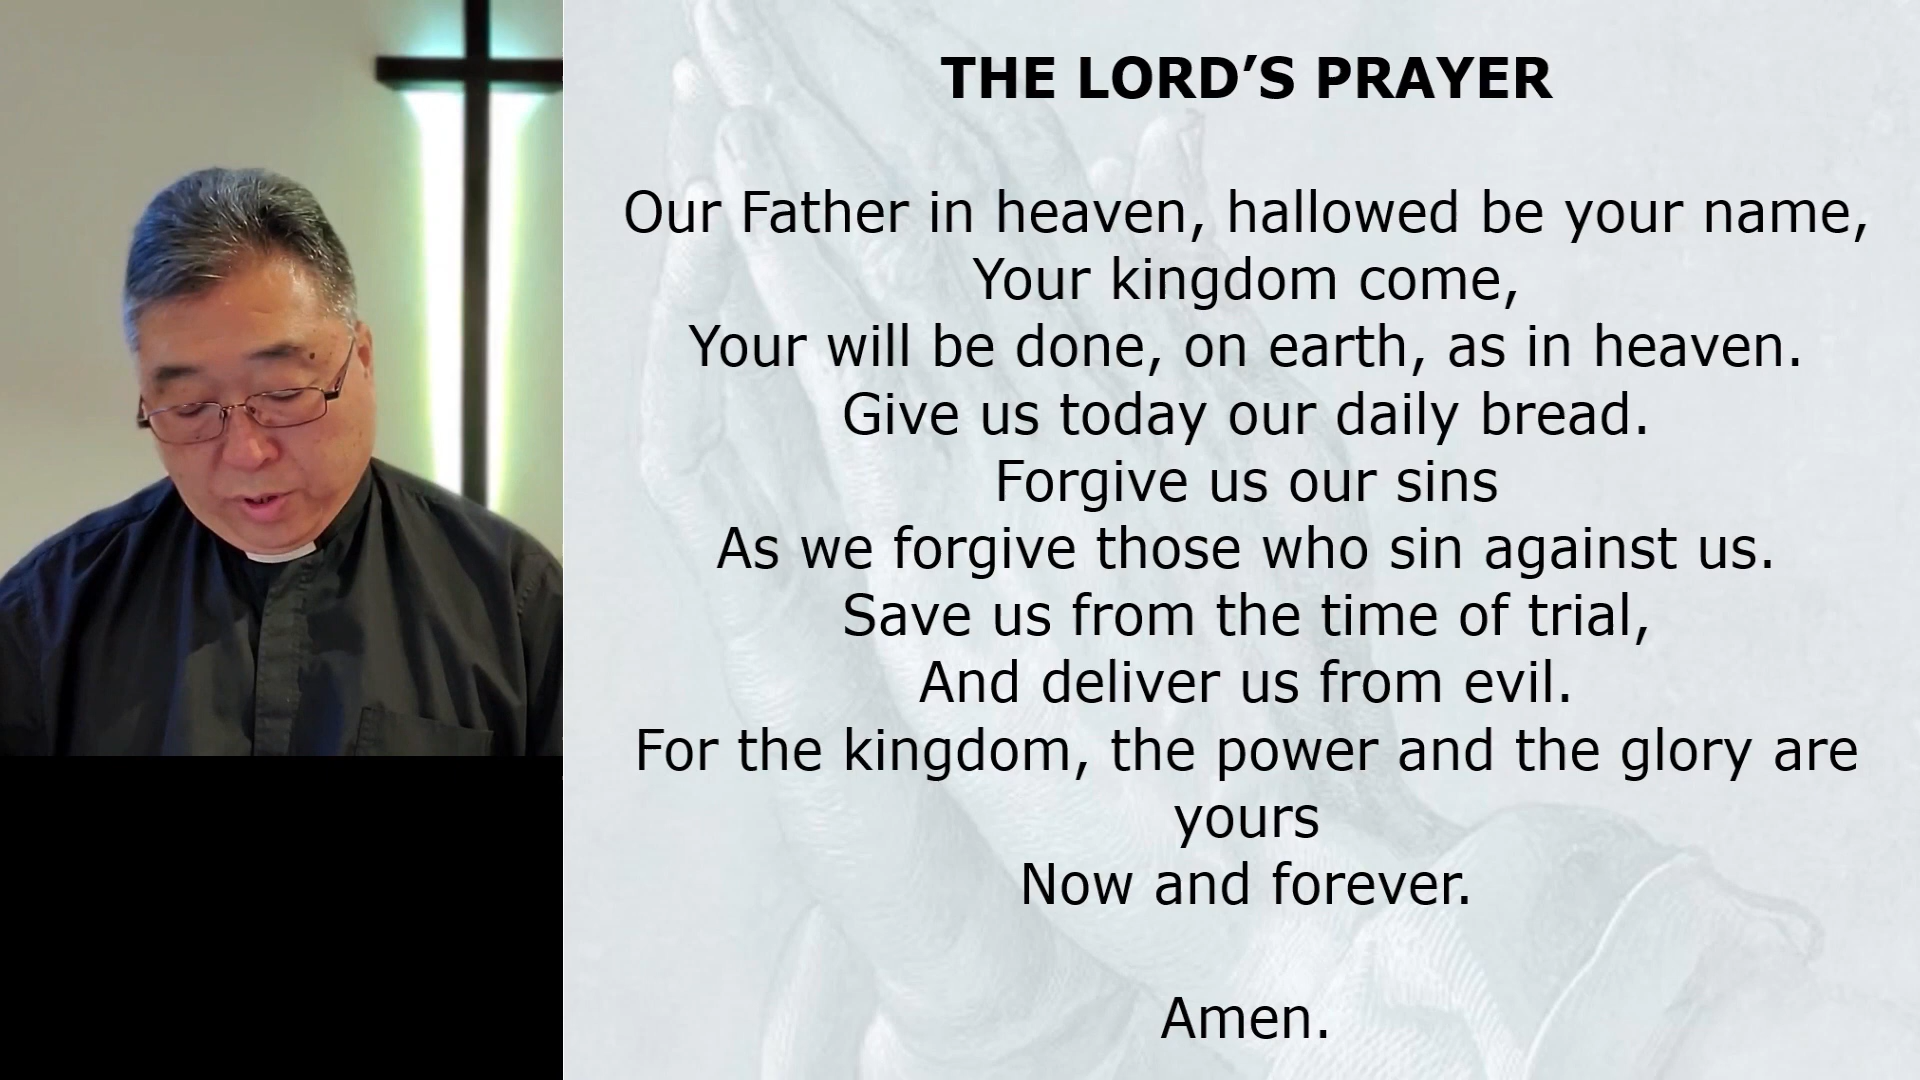 THE LORD’S PRAYER
Our Father in heaven, hallowed be your name,
Your kingdom come,
Your will be done, on earth, as in heaven.
Give us today our daily bread.
Forgive us our sins
As we forgive those who sin against us.
Save us from the time of trial,
And deliver us from evil.
For the kingdom, the power and the glory are
yours
Now and forever.
Amen.